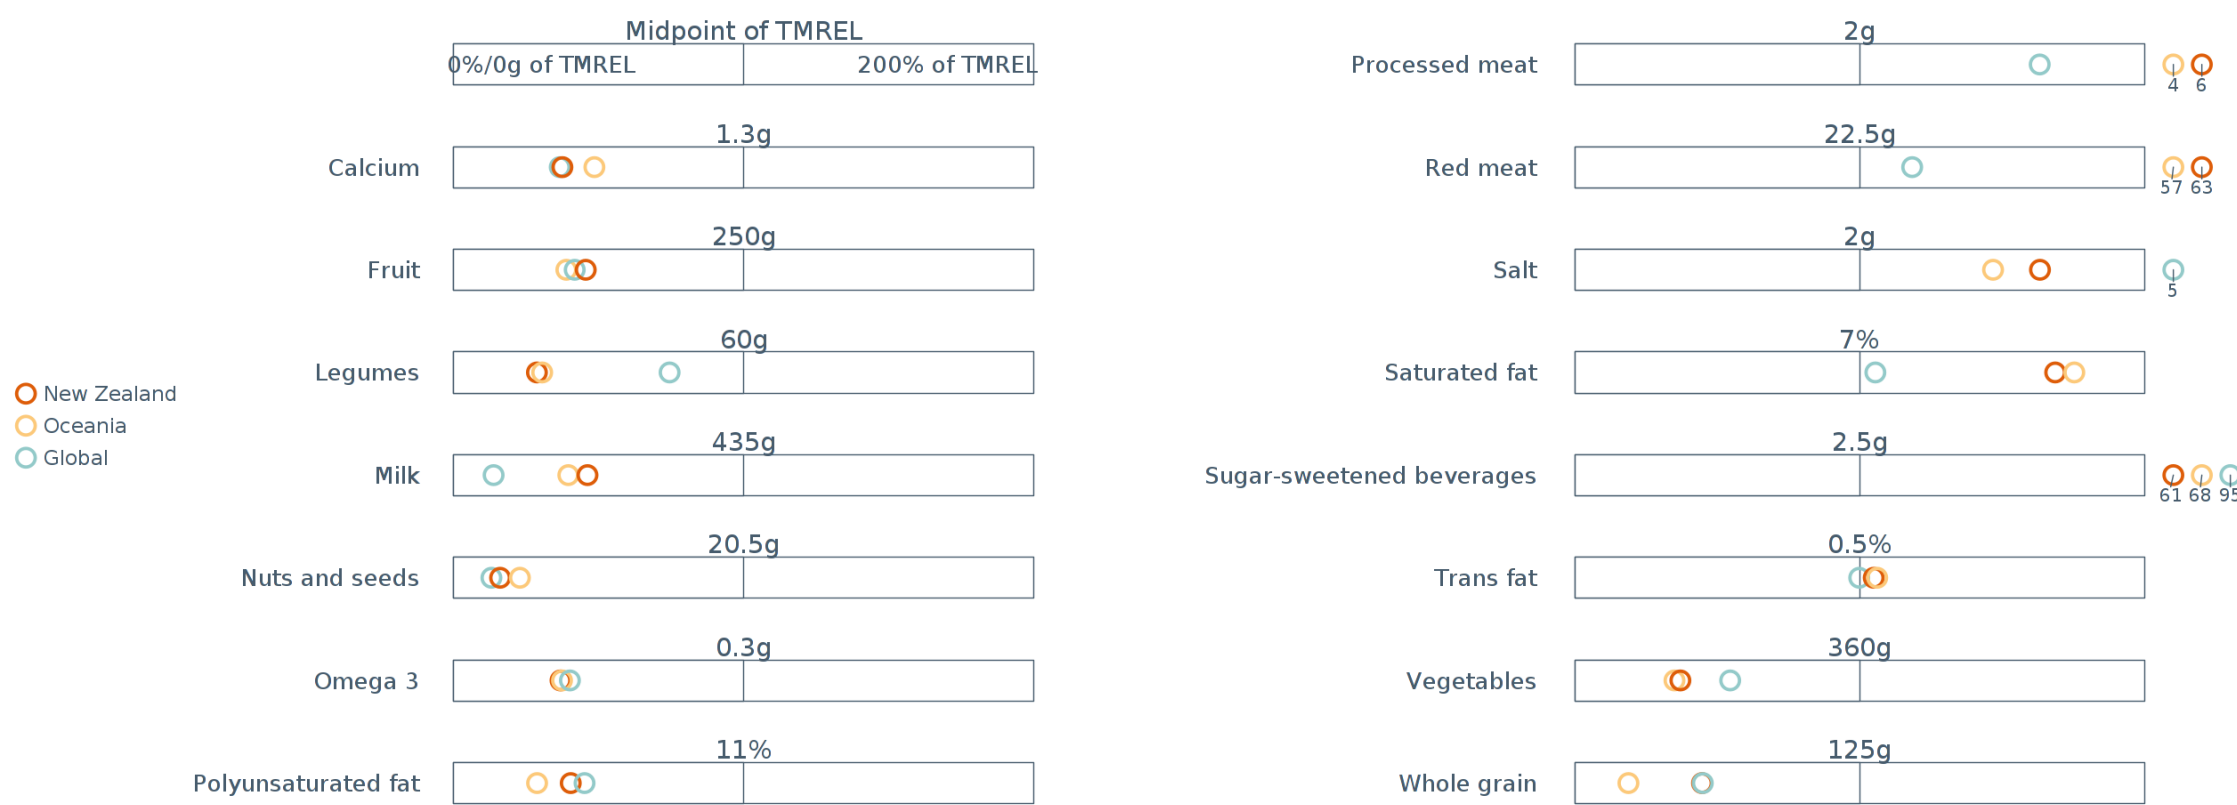 Midpoint of TMREL
0%/0g of TMREL 200% of TMREL
Calcium
1.3g
Fruit
250g
Legumes
60g
Milk
435g
Nuts and seeds
20.5g
Omega 3
0.3g
Polyunsaturated fat
11%
New Zealand
Oceania
Global
Processed meat
2g
4 6
Red meat
22.5g
57 63
Salt
2g
5
Saturated fat
7%
Sugar-sweetened beverages
2.5g
61 68 95
Trans fat
0.5%
Vegetables
360g
Whole grain
125g